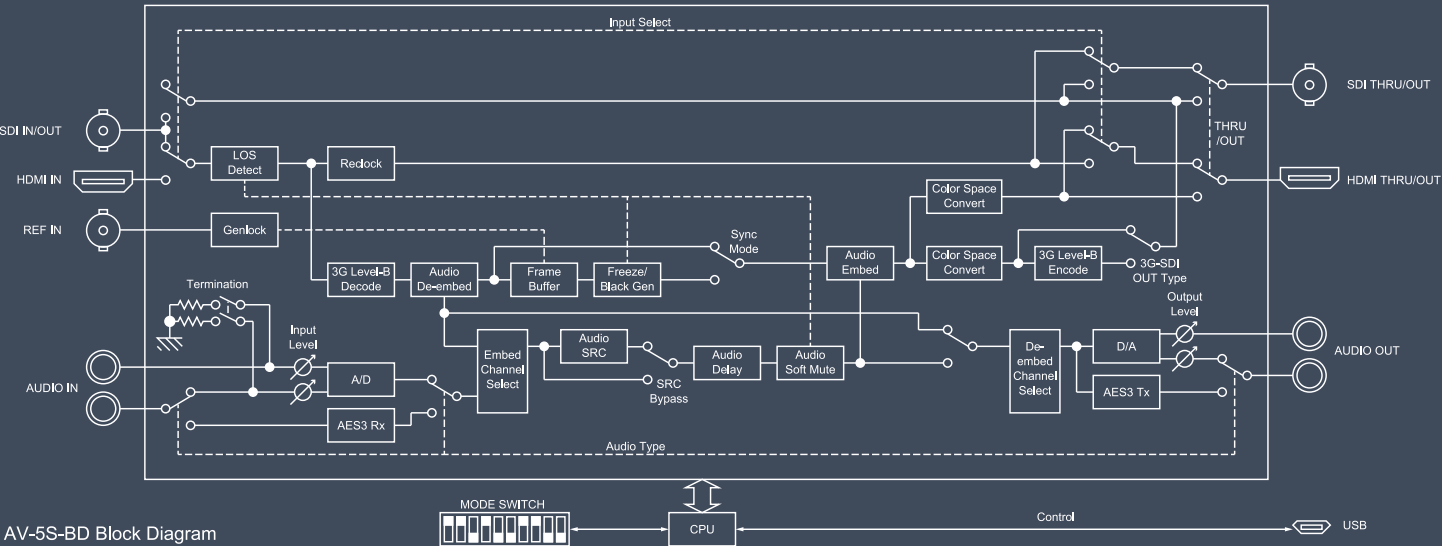 Input Select
SDI IN/OUT
SDI THRU/OUT
THRU
/OUT
LOS
Detect
Reclock
HDMI IN
HDMI THRU/OUT
Color Space
Convert
REF IN
Genlock
Sync
Mode
3G Level-B
Decode
Audio
De-embed
Frame
Buffer
Freeze/
Black Gen
Audio
Embed
Color Space
Convert
3G Level-B
Encode
3G-SDI
OUT Type
Termination
Output
Level
Input
Level
Embed
Channel
Select
Audio
SRC
SRC
Bypass
Audio
Delay
Audio
Soft Mute
De-
embed
Channel
Select
D/A
AUDIO OUT
AUDIO IN
A/D
AES3 Tx
AES3 Rx
Audio Type
MODE SWITCH
CPU
Control
USB
AV-5S-BD Block Diagram